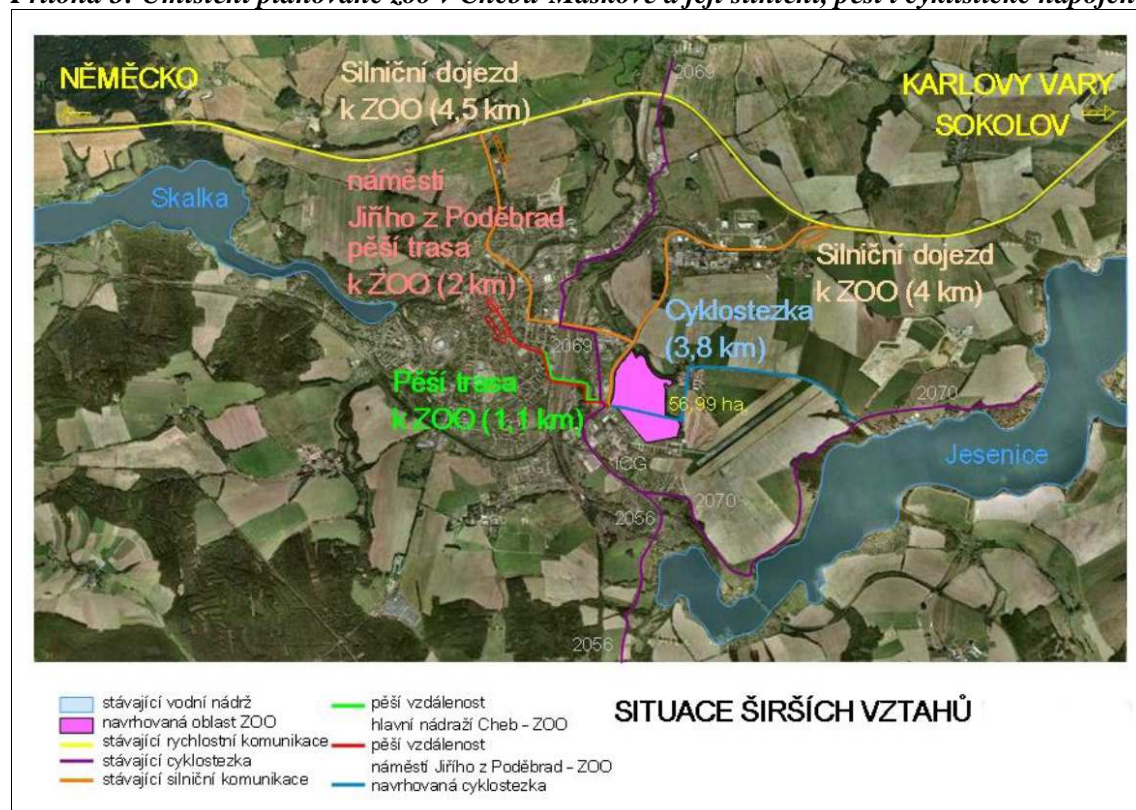 Příloha 3: Umístění plánované zoo v Chebu-Maškově a její silniční, pěší i cyklistické napojení
NĚMECKO
Silniční dojezd
k ZOO (4,5 km)
2069
KARLOVY VARY
SOKOLOV
Skalka
náměstí
Jiřího z Poděbrad
pěší trasa
k ZOO (2 km)
Silniční dojezd
k ZOO (4 km)
Cyklostezka
(3,8 km)
2069
Pěší trasa
k ZOO (1,1 km)
56,99 ha
2070
Jesenice
ICG
2070
2056
2056
stávající vodní nádrž
navrhovaná oblast ZOO
stávající rychlostní komunikace
stávající cyklostezka
stávající silniční komunikace
pěší vzdálenost
hlavní nádraží Cheb - ZOO
pěší vzdálenost
náměstí Jiřího z Poděbrad - ZOO
navrhovaná cyklostezka
SITUACE ŠIRŠÍCH VZTAHŮ